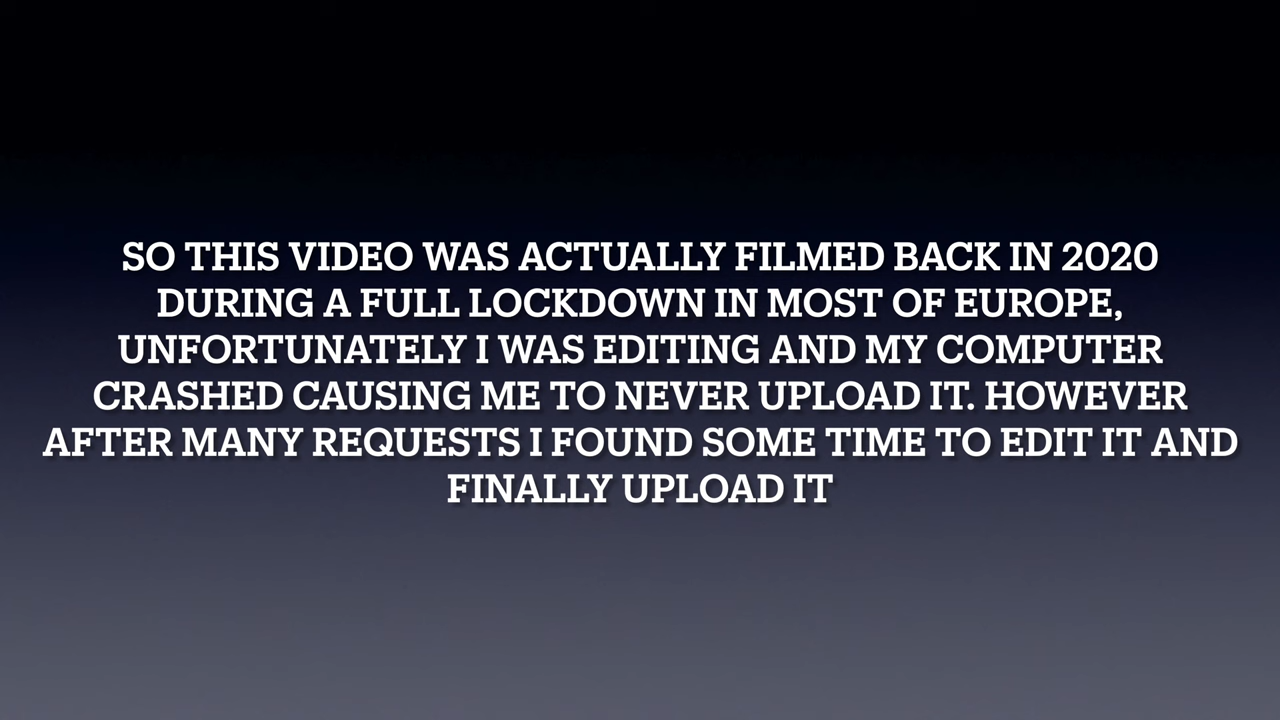 SO THIS VIDEO WAS ACTUALLY FILMED BACK IN 2020
DURING A FULL LOCKDOWN IN MOST OF EUROPE,
UNFORTUNATELY I WAS EDITING AND MY COMPUTER
CRASHED CAUSING ME TO NEVER UPLOAD IT. HOWEVER
AFTER MANY REQUESTS I FOUND SOME TIME TO EDIT IT AND
FINALLY UPLOAD IT